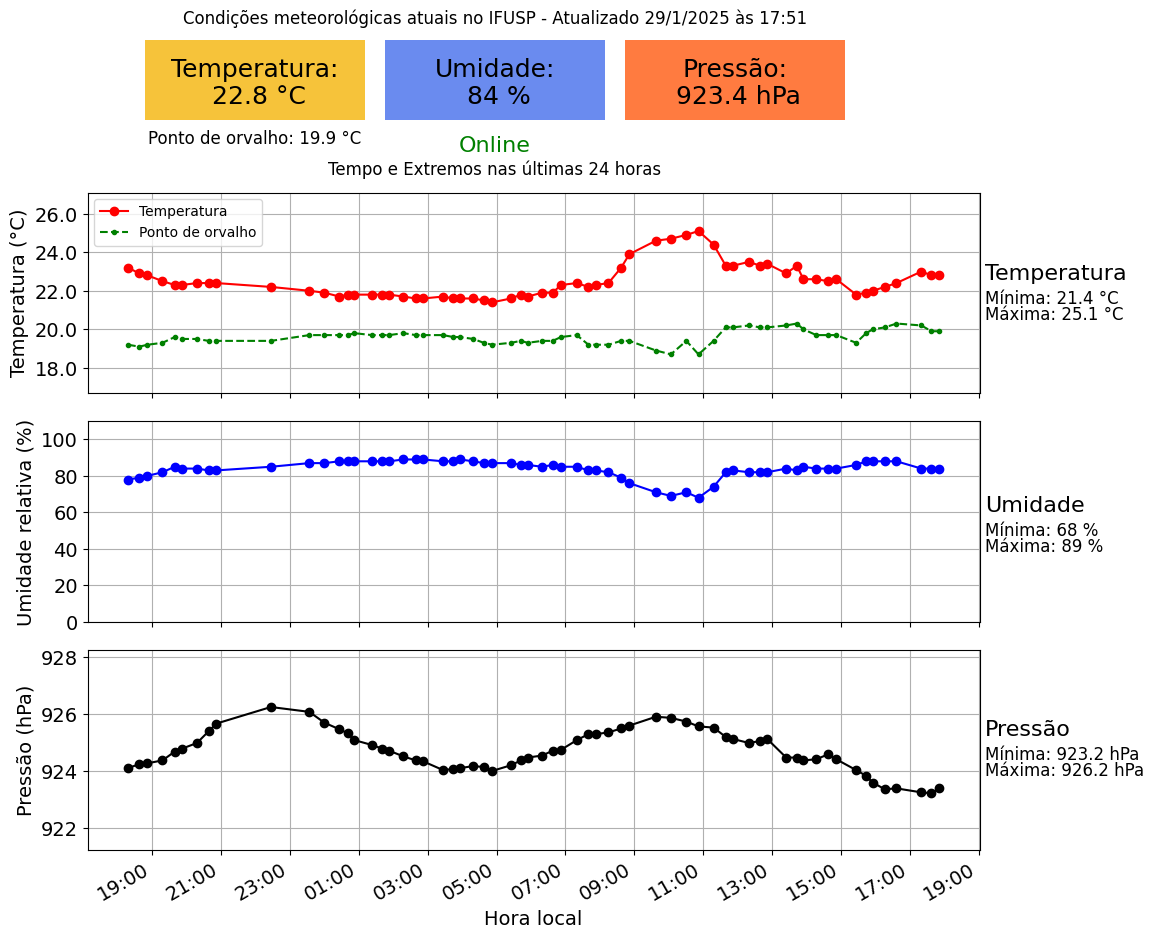 Condições meteorológicas atuais no IFUSP - Atualizado 29/1/2025 às 17:51
Temperatura:
22.8 °C
Umidade:
84 %
Pressão:
923.4 hPa
Ponto de orvalho: 19.9 °C
Online
Tempo e Extremos nas últimas 24 horas
Temperatura (°C)
26.0
24.0
22.0
20.0
18.0
Temperatura
Ponto de orvalho
Temperatura
Mínima: 21.4 °C
Máxima: 25.1 °C
Umidade relativa (%)
100
80
60
40
20
0
Umidade
Mínima: 68 %
Máxima: 89 %
Pressão (hPa)
928
926
924
922
Pressão
Mínima: 923.2 hPa
Máxima: 926.2 hPa
19:00
21:00
23:00
01:00
03:00
05:00
07:00
09:00
11:00
13:00
15:00
17:00
19:00
Hora local